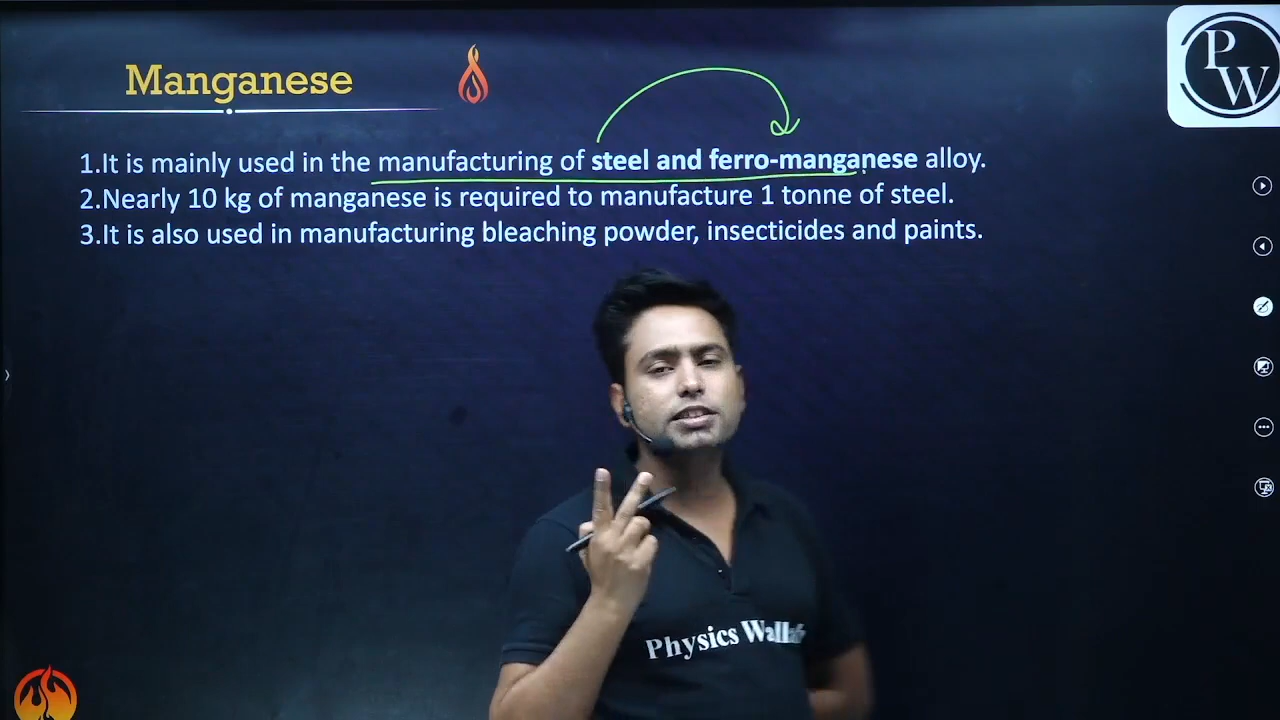 Manganese
PW
1.It is mainly used in the manufacturing of steel and ferro-manganese alloy.
2.Nearly 10 kg of manganese is required to manufacture 1 tonne of steel.
3.It is also used in manufacturing bleaching powder, insecticides and paints.
Physics Wallah